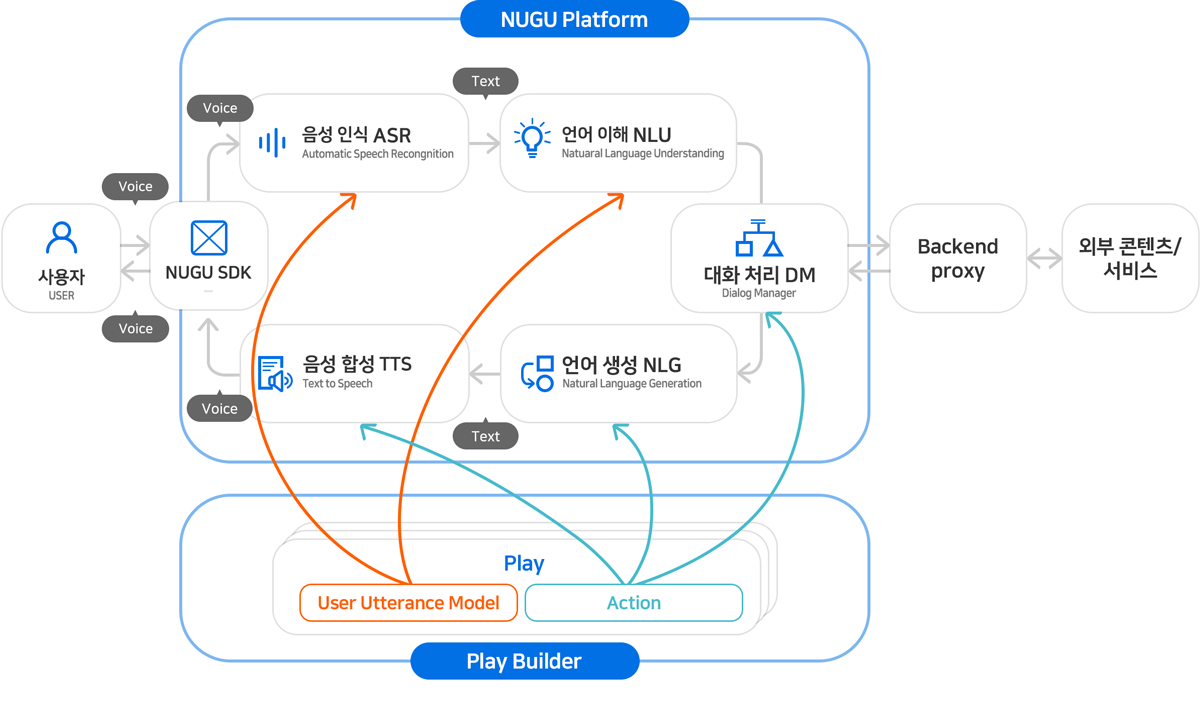 NUGU Platform
Text
Voice
음성 인식 ASR
Automatic Speech Recongnition
언어 이해 NLU
Natuaral Language Understanding
Voice
사용자
USER
NUGU SDK
대화 처리 DM
Dialog Manager
Backend
proxy
외부 콘텐츠/
서비스
Voice
음성 합성 TTS
Text to Speech
언어 생성 NLG
Natural Language Generation
Voice
Text
Play
User Utterance Model
Action
Play Builder